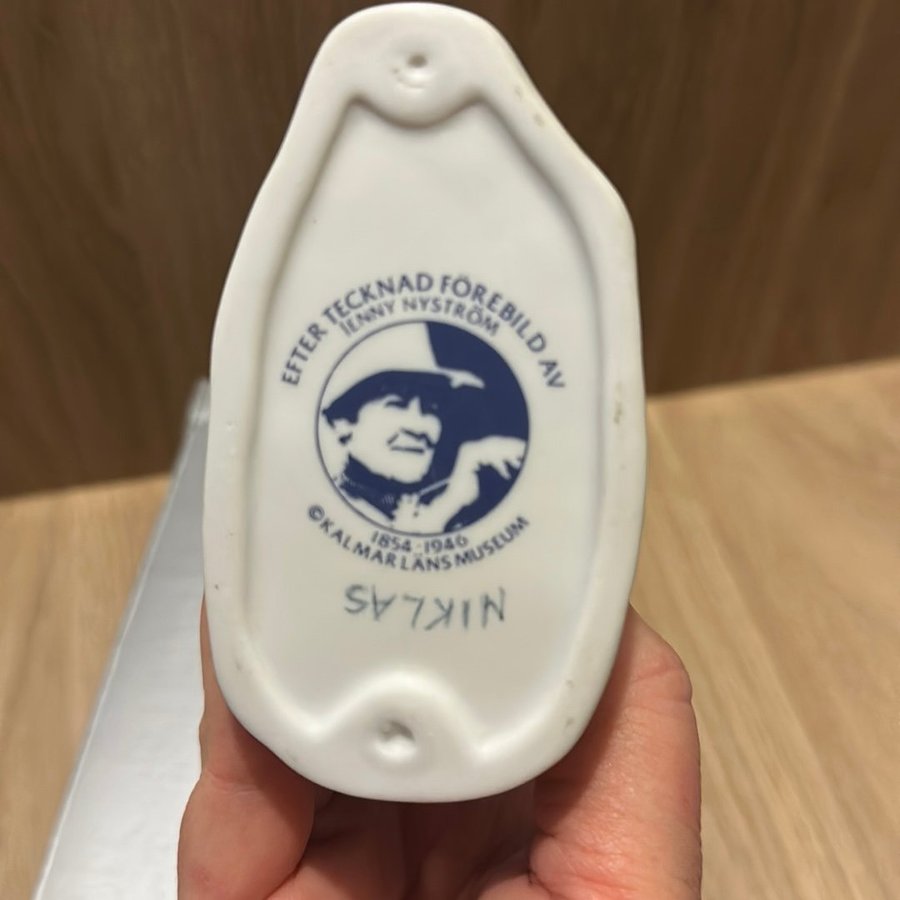 EFTER TECKNAD FÖREBILD AV
JENNY NYSTRÖM
1854-1946
©KALMAR LÄNS MUSEUM
NIKLAS